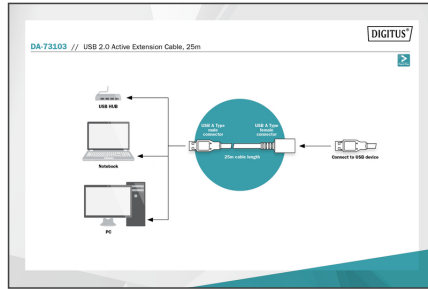 DIGITUS®
DA-73103 // USB 2.0 Active Extension Cable, 25m
USB HUB
USB A Type
male
connector
USB A Type
female
connector
25m cable length
Notebook
Connect to USB device
PC